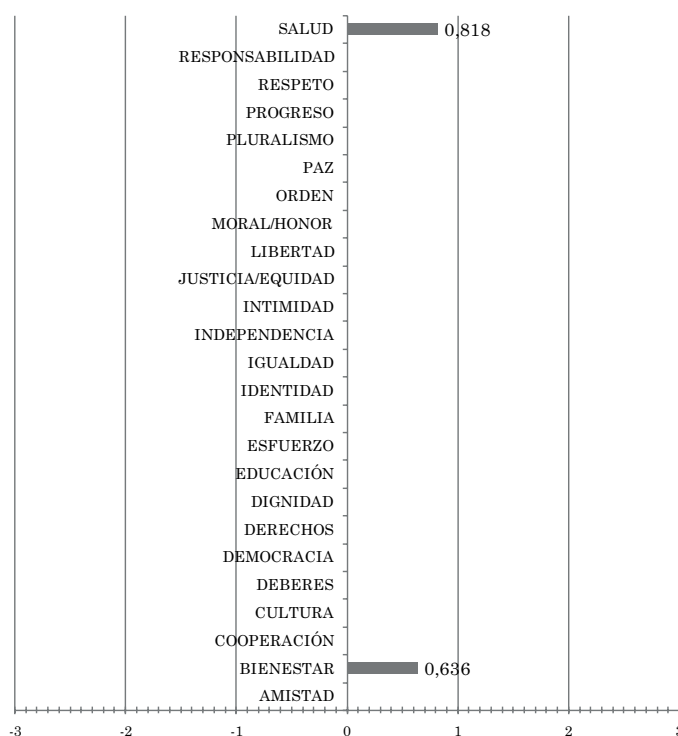 SALUD 0,818
RESPONSABILIDAD
RESPETO
PROGRESO
PLURALISMO
PAZ
ORDEN
MORAL/HONOR
LIBERTAD
JUSTICIA/EQUIDAD
INTIMIDAD
INDEPENDENCIA
IGUALDAD
IDENTIDAD
FAMILIA
ESFUERZO
EDUCACIÓN
DIGNIDAD
DERECHOS
DEMOCRACIA
DEBERES
CULTURA
COOPERACIÓN
BIENESTAR 0,636
AMISTAD
-3 -2 -1 0 1 2 3